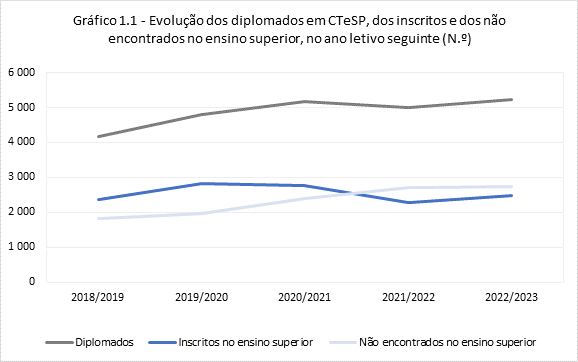 Gráfico 1.1 - Evolução dos diplomados em CTeSP, dos inscritos e dos não
encontrados no ensino superior, no ano letivo seguinte (N.º)
6 000
5 000
4 000
3 000
2 000
1 000
0
2018/2019 2019/2020 2020/2021 2021/2022 2022/2023
Diplomados Inscritos no ensino superior Não encontrados no ensino superior